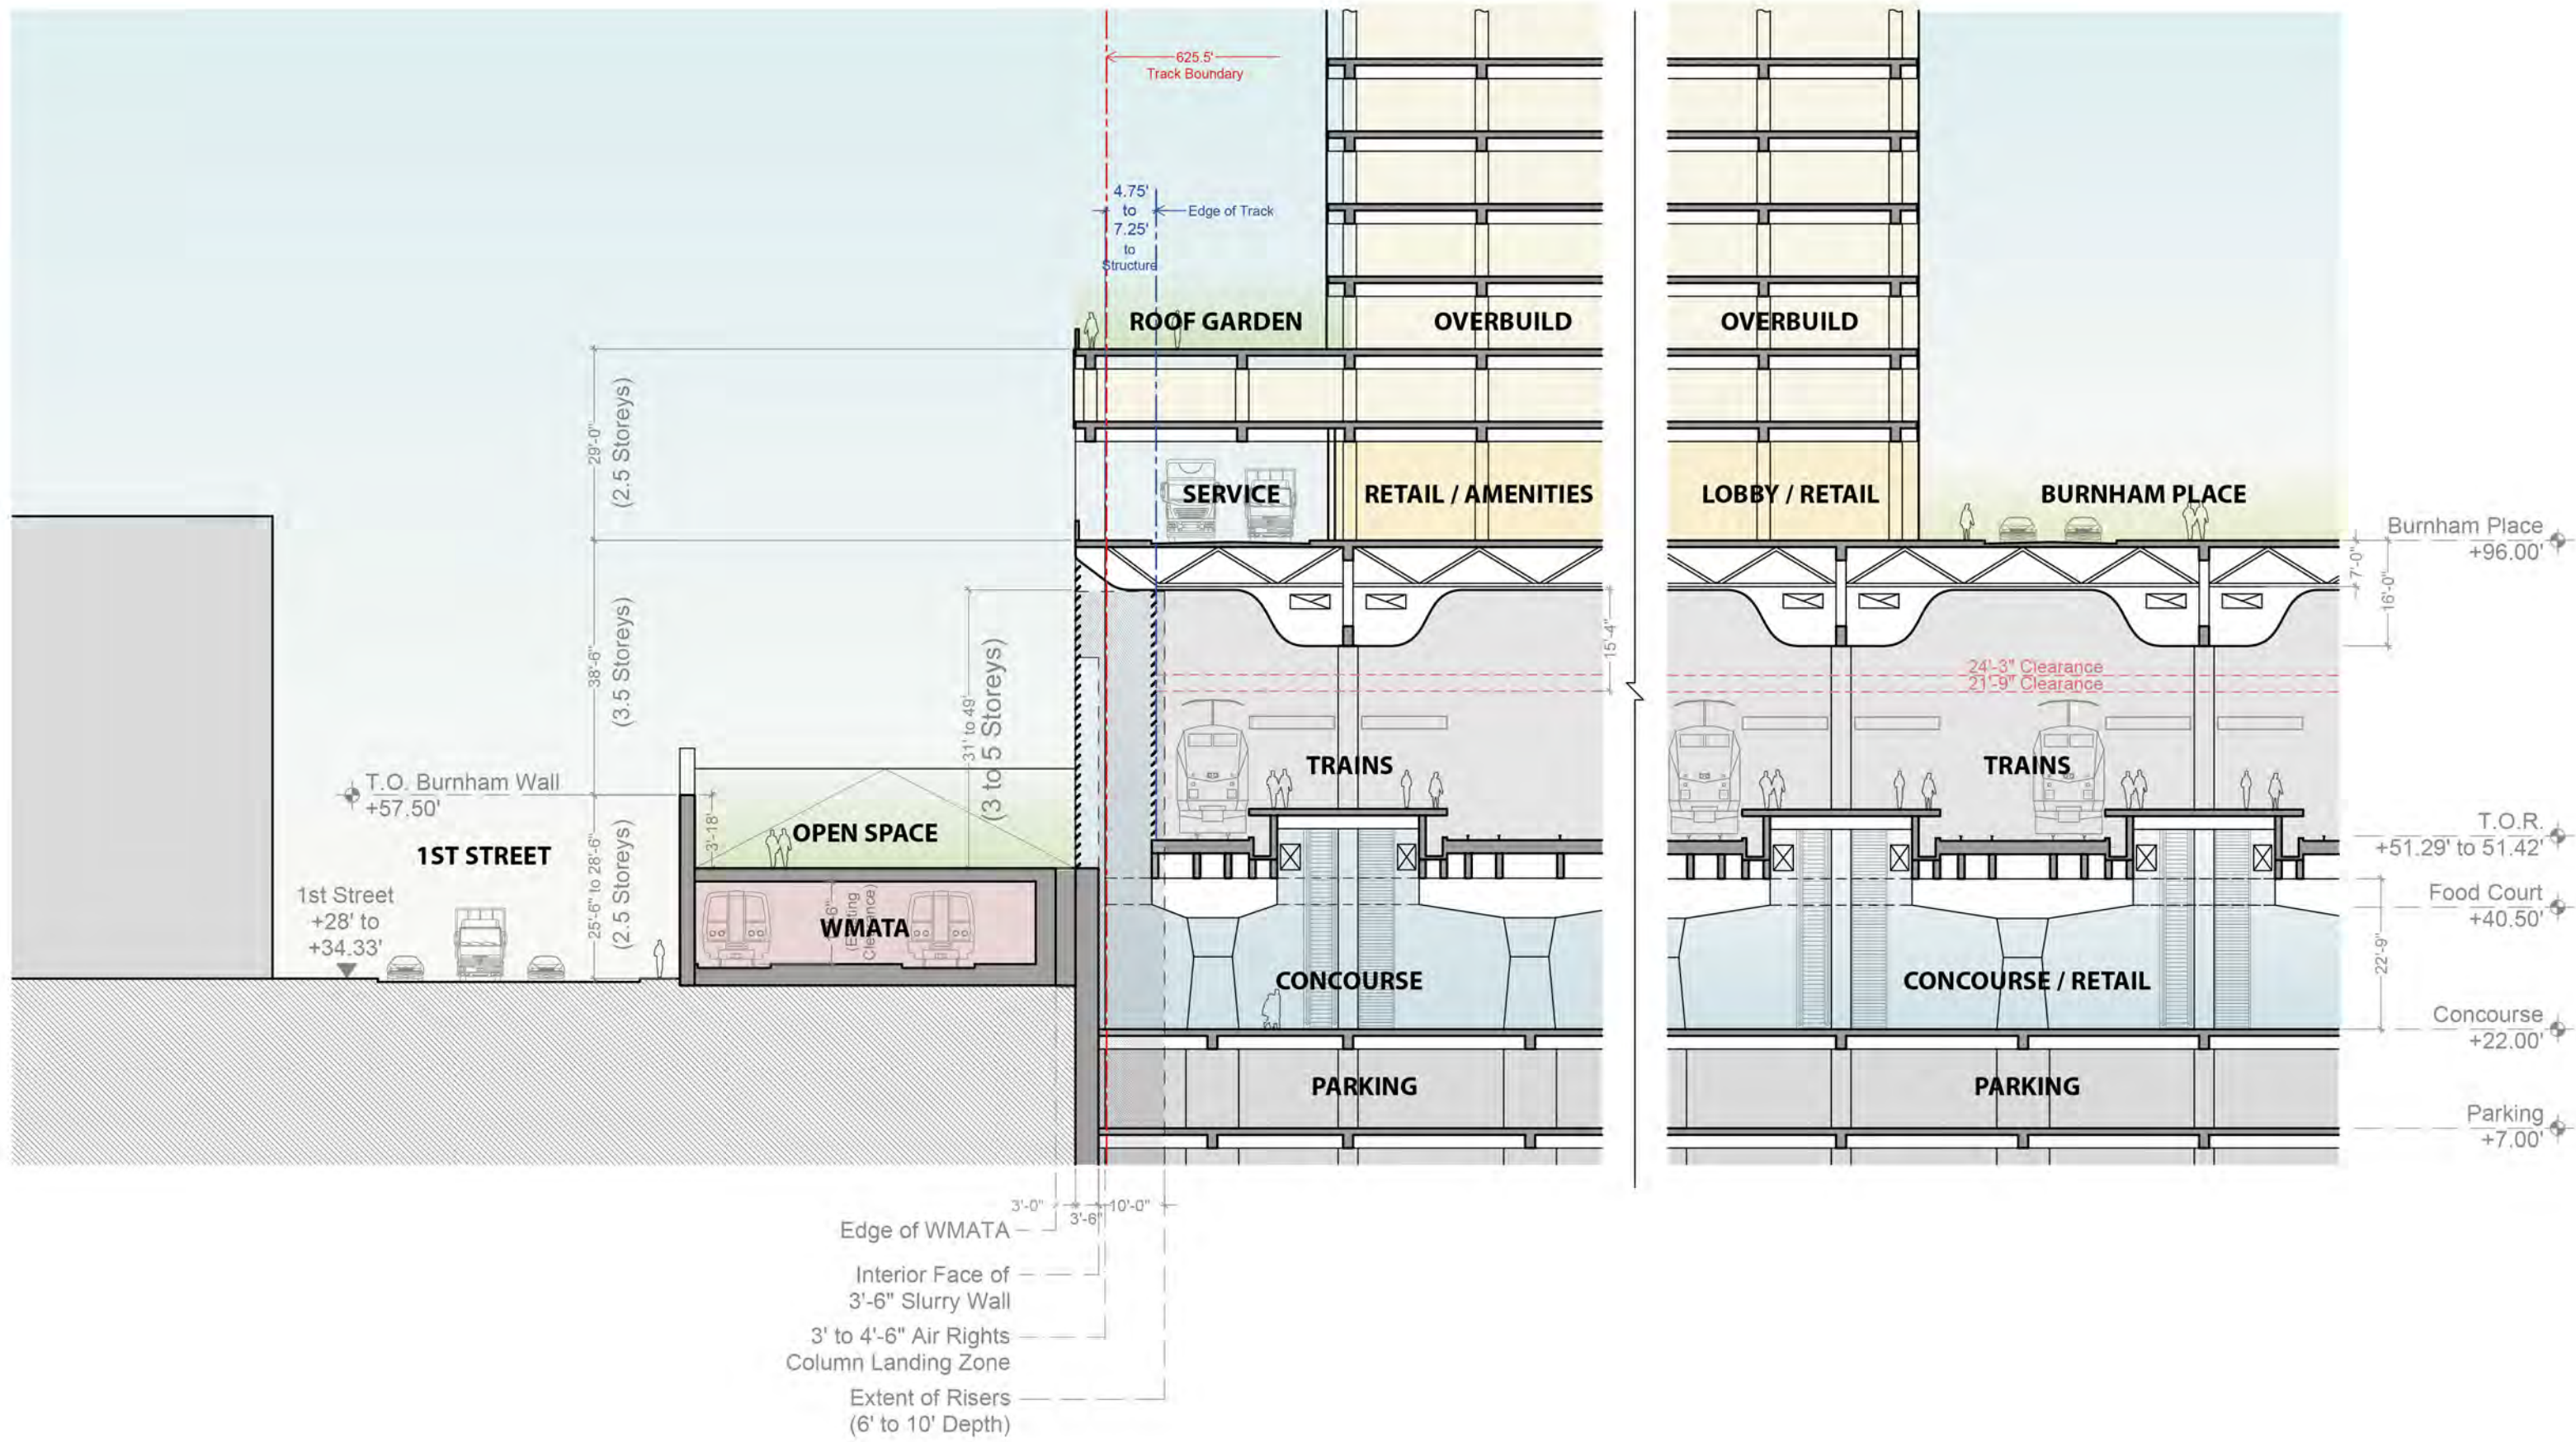 625.5'
Track Boundary
4.75'
to
7.25'
to
Structure
Edge of Track
ROOF GARDEN
OVERBUILD
OVERBUILD
29'-0"
(2.5 Storeys)
SERVICE
RETAIL / AMENITIES
LOBBY / RETAIL
BURNHAM PLACE
Burnham Place
+96.00'
7'-0"
16'-0"
38'-6"
(3.5 Storeys)
31' to 49'
(3 to 5 Storeys)
15'-4"
24'-3" Clearance
21'-9" Clearance
TRAINS
TRAINS
T.O. Burnham Wall
+57.50'
3'-18'
OPEN SPACE
1ST STREET
25'-6" to 28'-6"
(2.5 Storeys)
T.O.R.
+51.29' to 51.42'
1st Street
+28' to
+34.33'
WMATA
Food Court
+40.50'
22'-9"
CONCOURSE
CONCOURSE / RETAIL
Concourse
+22.00'
PARKING
PARKING
Parking
+7.00'
3'-0"
3'-6"
10'-0"
Edge of WMATA
Interior Face of
3'-6" Slurry Wall
3' to 4'-6" Air Rights
Column Landing Zone
Extent of Risers
(6' to 10' Depth)